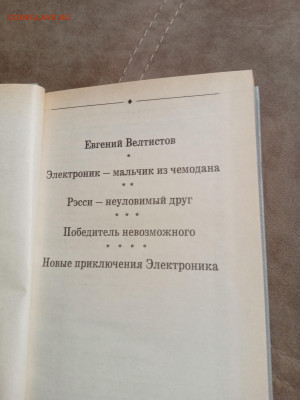 Евгений Велтистов
*
Электроник — мальчик из чемодана
* *
Рэсси — неуловимый друг
* * *
Победитель невозможного
* * * *
Новые приключения Электроника